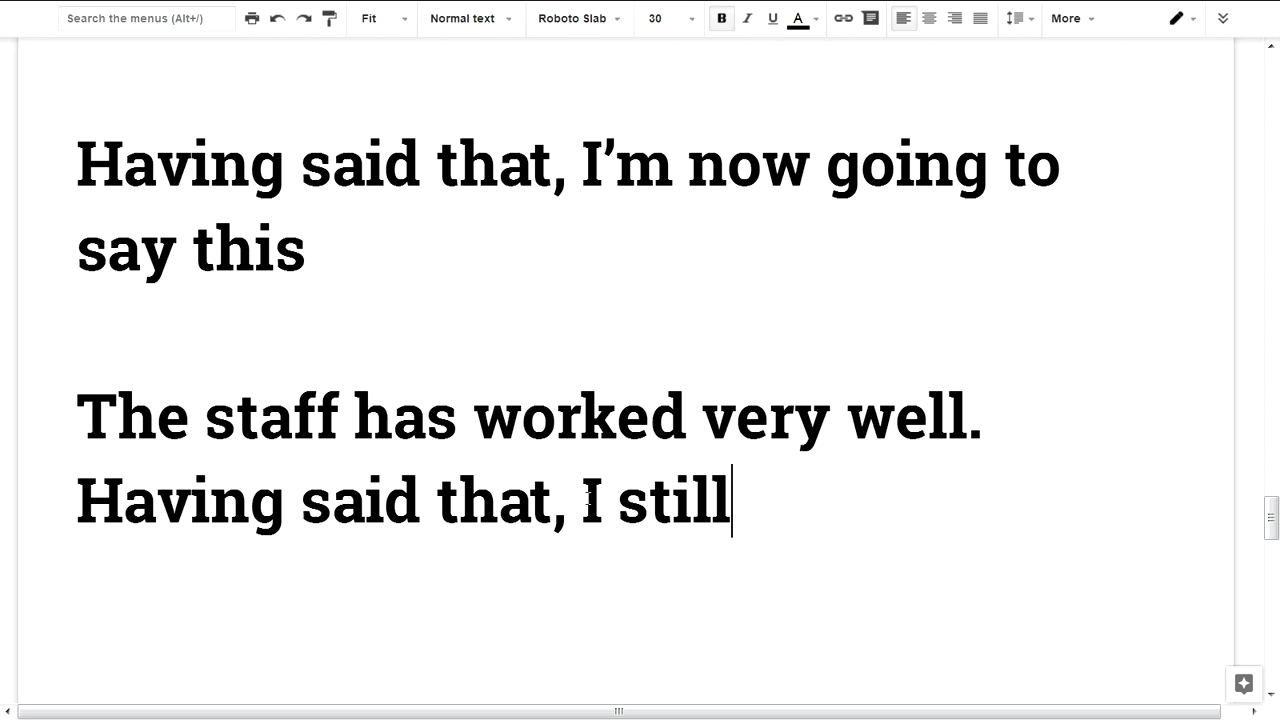 Search the menus (Alt+/) Fit Normal text Roboto Slab 30 B I U A More
Having said that, I’m now going to
say this
The staff has worked very well.
Having said that, I still